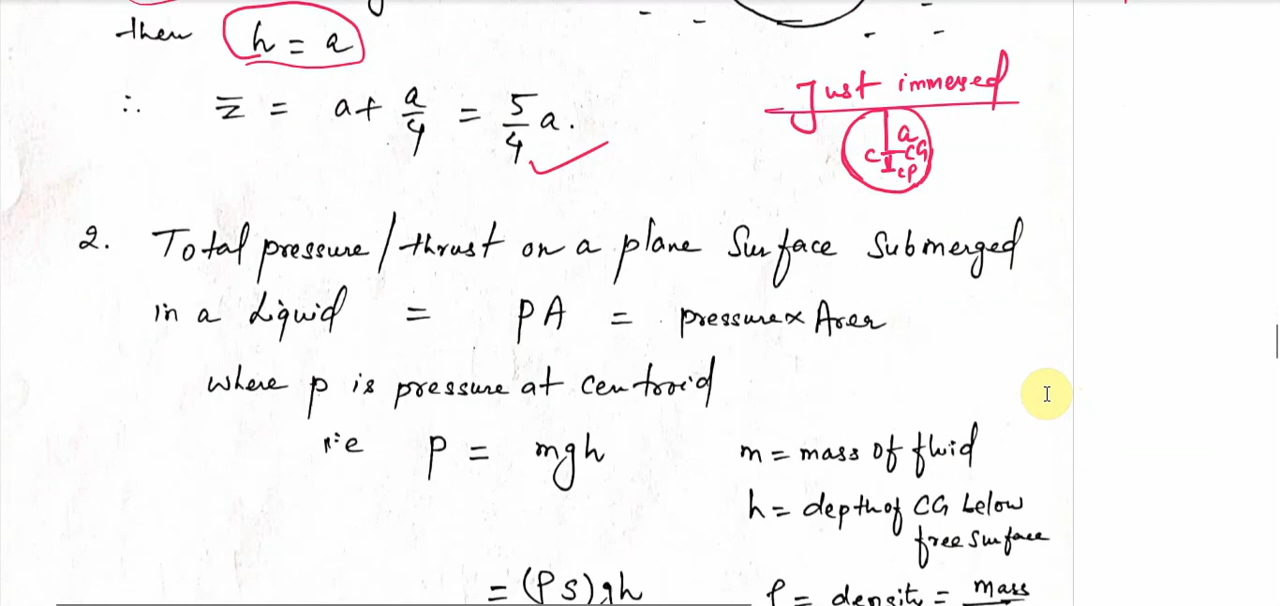 then h = a
∴ z̄ = a + a/4 = 5/4 a.
Just immersed
a
C CG
CP
2. Total pressure / thrust on a plane Surface Submerged
in a Liquid = PA = pressure x Area
where p is pressure at centroid
i.e P = mgh
m = mass of fluid
h = depth of CG below
free surface
= (ρs)gh
ρ = density = mass